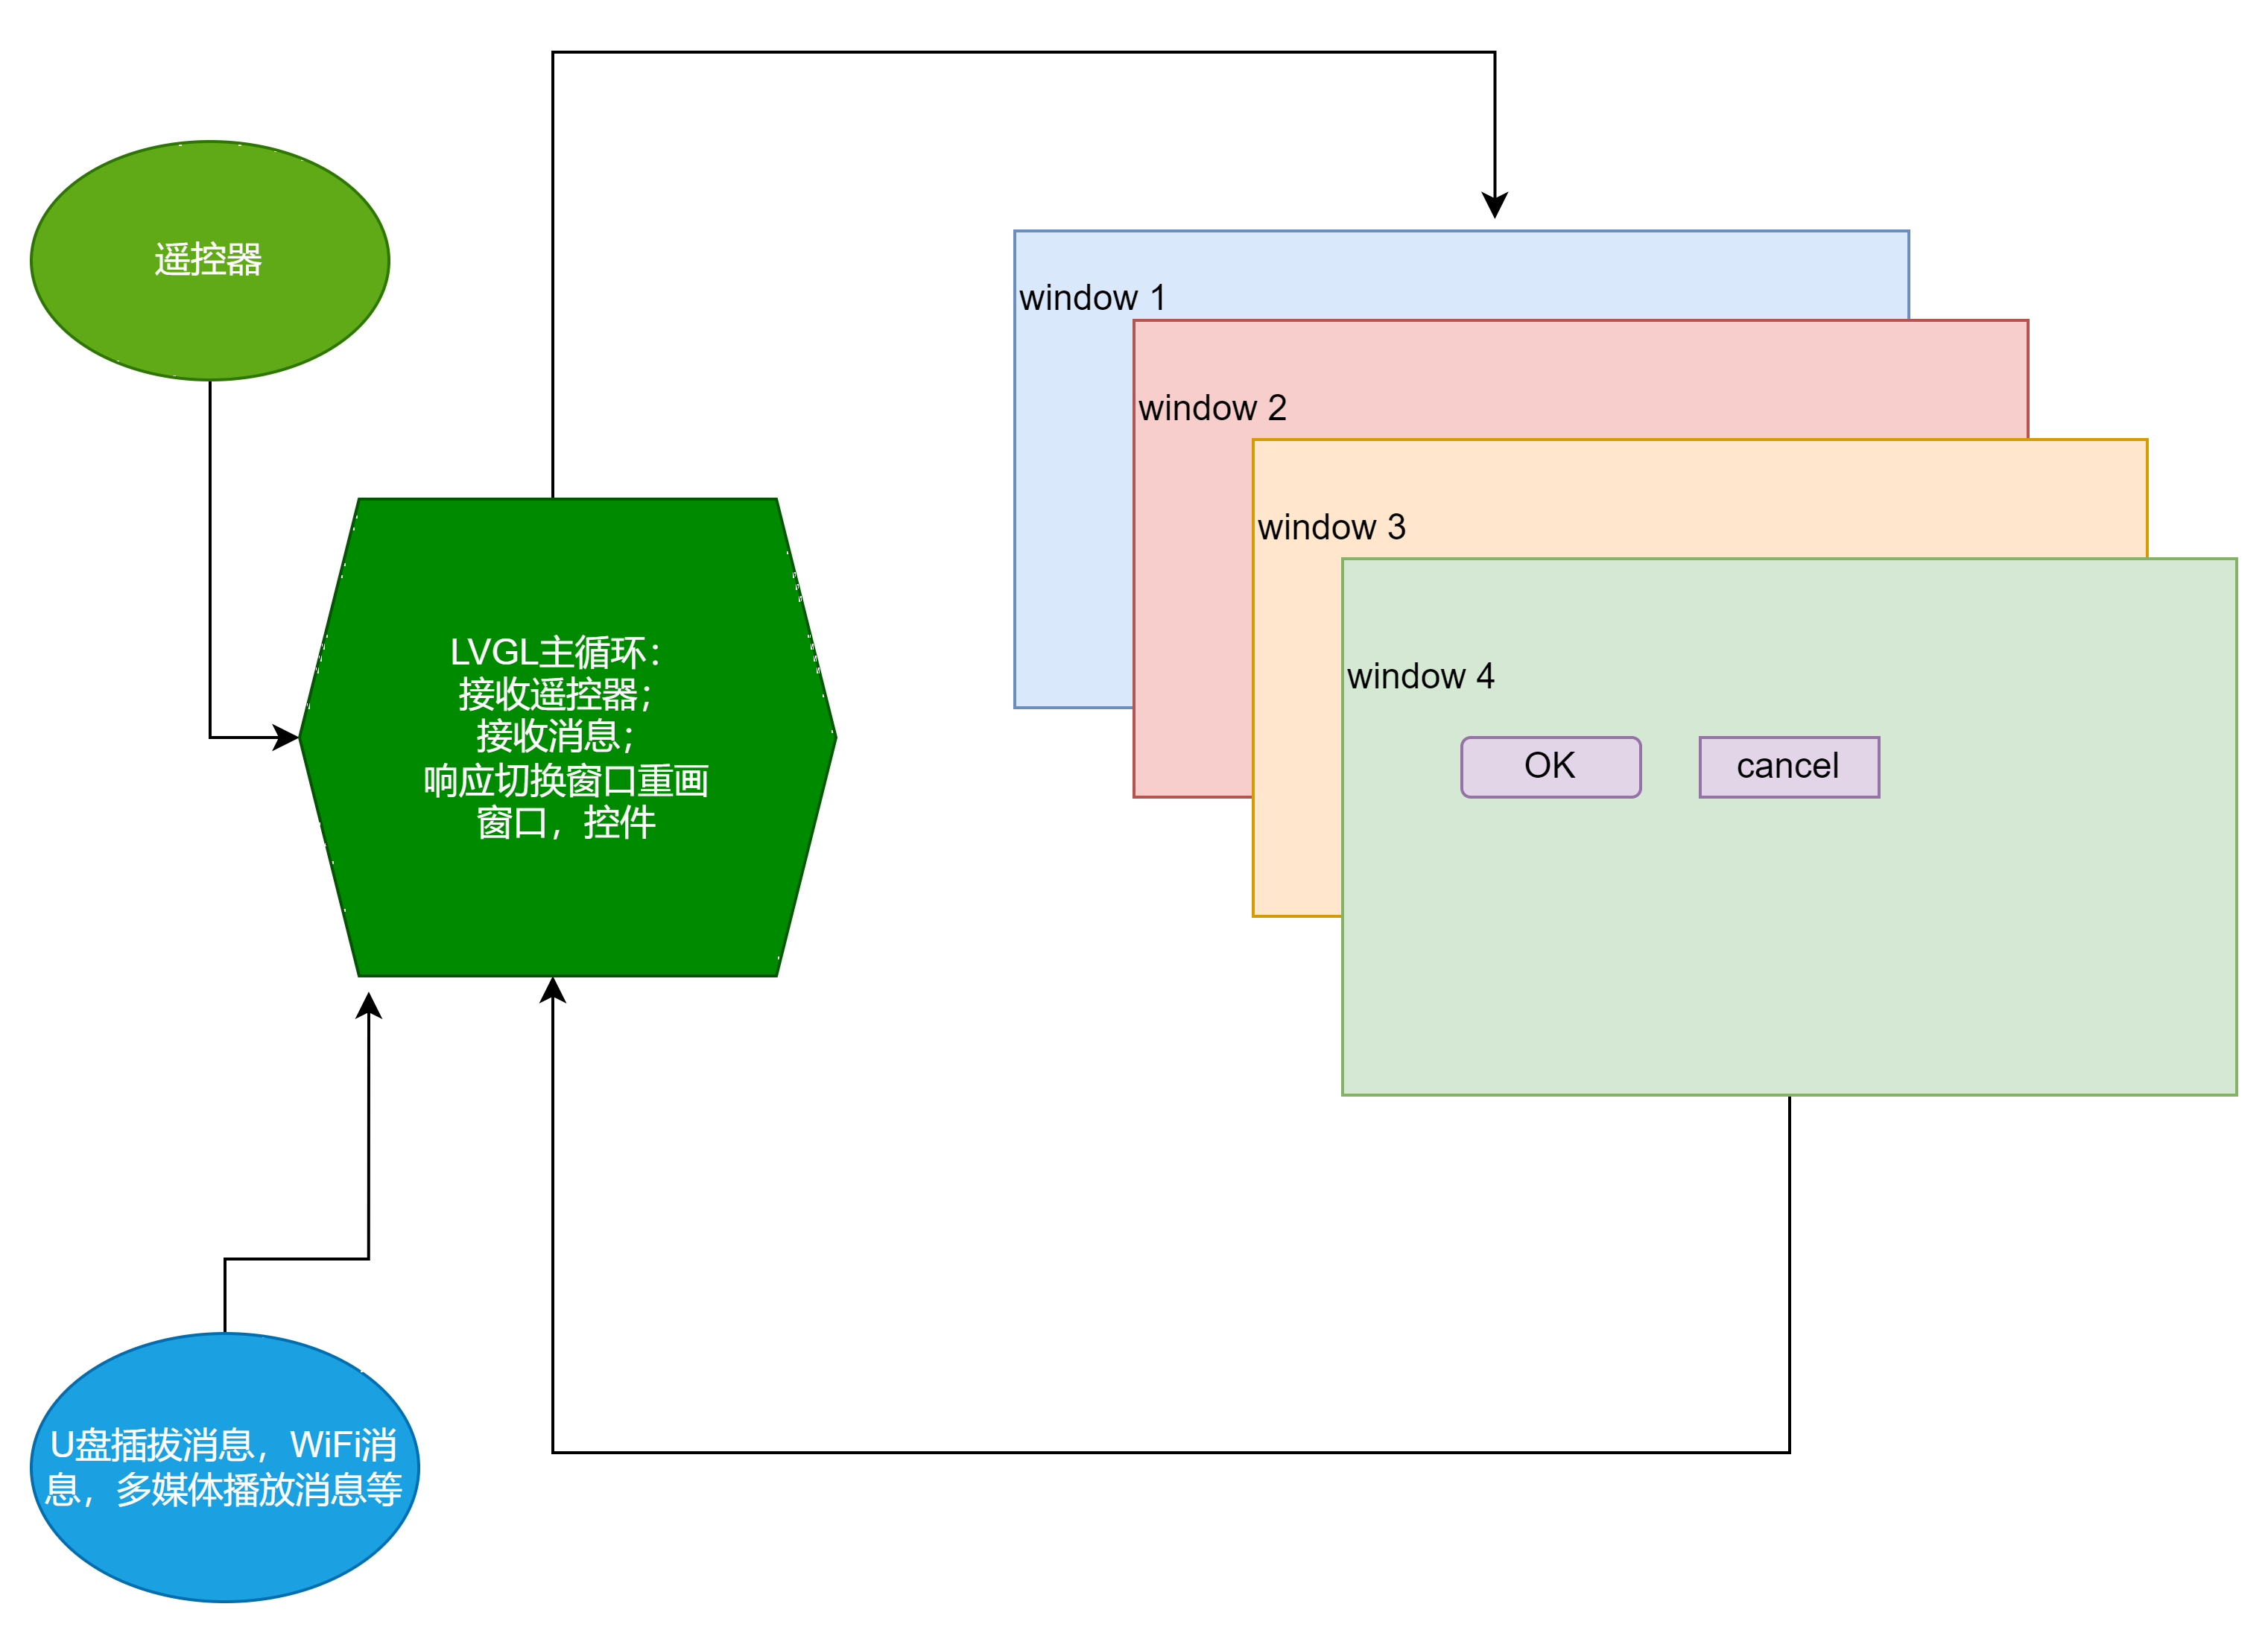 遥控器
LVGL主循环：
接收遥控器；
接收消息；
响应切换窗口重画
窗口，控件
window 1
window 2
window 3
window 4
OK
cancel
U盘插拔消息，WiFi消
息，多媒体播放消息等